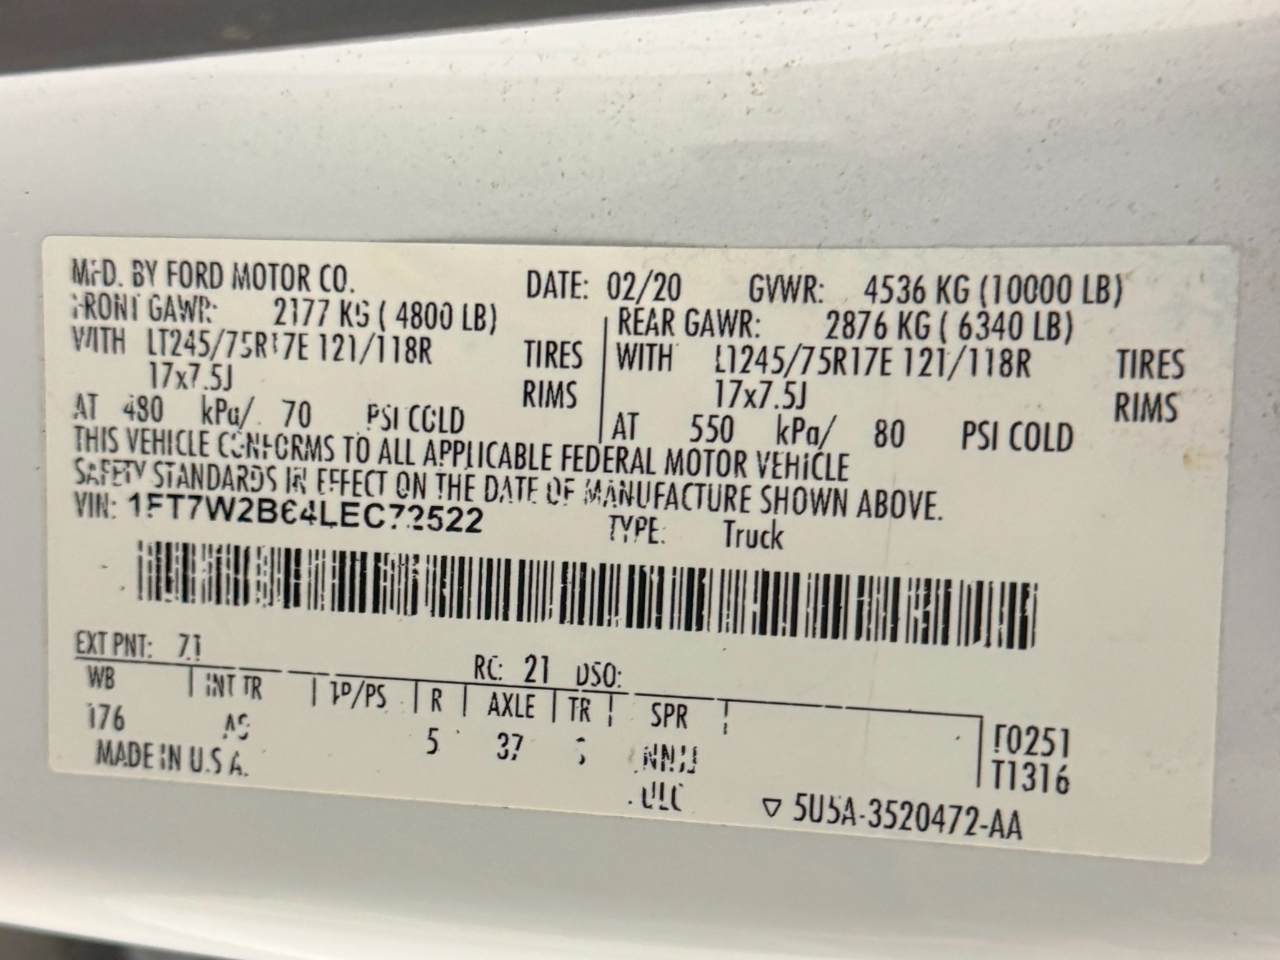 MFD. BY FORD MOTOR CO. DATE: 02/20 GVWR: 4536 KG (10000 LB)
FRONT GAWR: 2177 KG ( 4800 LB) REAR GAWR: 2876 KG ( 6340 LB)
WITH LT245/75R17E 121/118R TIRES WITH LT245/75R17E 121/118R TIRES
17x7.5J RIMS 17x7.5J RIMS
AT 480 kPa/ 70 PSI COLD AT 550 kPa/ 80 PSI COLD
THIS VEHICLE CONFORMS TO ALL APPLICABLE FEDERAL MOTOR VEHICLE
SAFETY STANDARDS IN EFFECT ON THE DATE OF MANUFACTURE SHOWN ABOVE.
VIN: 1FT7W2B64LEC72522 TYPE: Truck
EXT PNT: Z1 RC: 21 DSO:
WB INT TR TP/PS R AXLE TR SPR
176 AS 5 37 F0251
MADE IN U.S.A. T1316
5U5A-3520472-AA